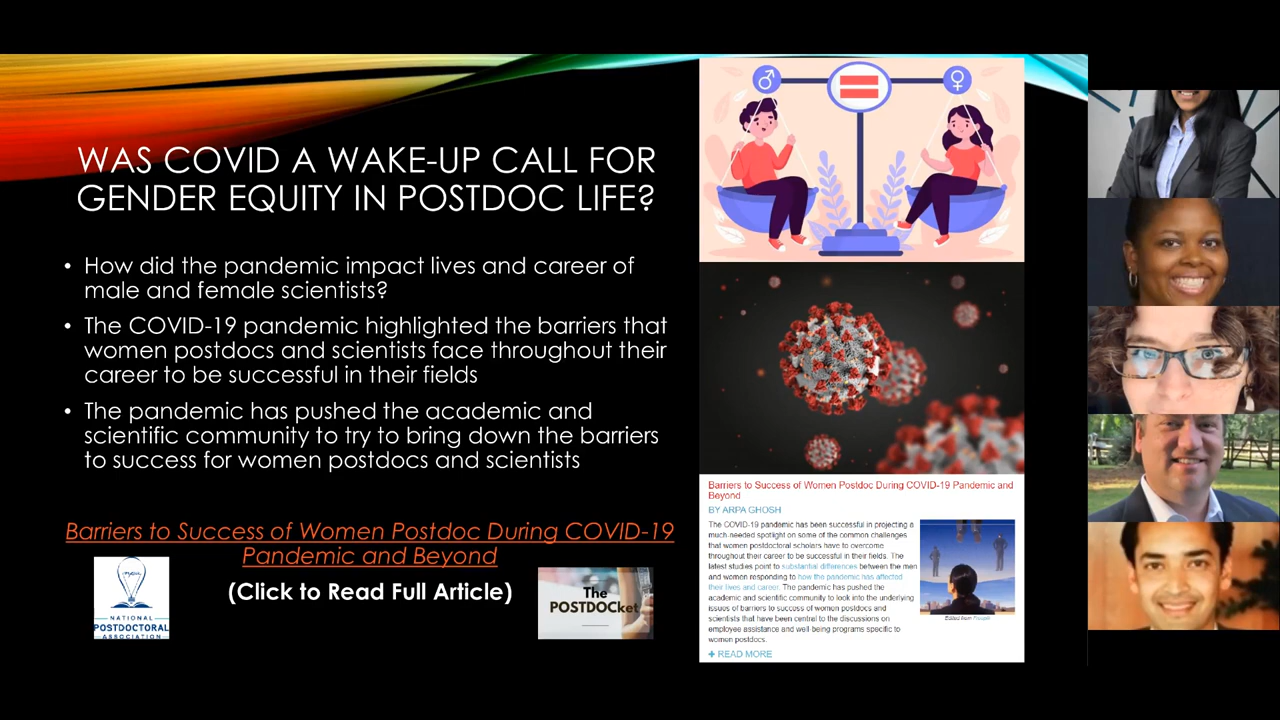 WAS COVID A WAKE-UP CALL FOR
GENDER EQUITY IN POSTDOC LIFE?
• How did the pandemic impact lives and career of
male and female scientists?
• The COVID-19 pandemic highlighted the barriers that
women postdocs and scientists face throughout their
career to be successful in their fields
• The pandemic has pushed the academic and
scientific community to try to bring down the barriers
to success for women postdocs and scientists
Barriers to Success of Women Postdoc During COVID-19
Pandemic and Beyond
(Click to Read Full Article)
npa
NATIONAL
POSTDOCTORAL
ASSOCIATION
The
POSTDOCket
Barriers to Success of Women Postdoc During COVID-19 Pandemic and
Beyond
BY ARPA GHOSH
The COVID-19 pandemic has been successful in projecting a
much-needed spotlight on some of the common challenges
that women postdoctoral scholars have to overcome
throughout their career to be successful in their fields. The
latest studies point to substantial differences between the men
and women responding to how the pandemic has affected
their lives and career. The pandemic has pushed the
academic and scientific community to look into the underlying
issues of barriers to success of women postdocs and
scientists that have been central to the discussions on
employee assistance and well-being programs specific to
women postdocs.
Edited from Freepik
+ READ MORE